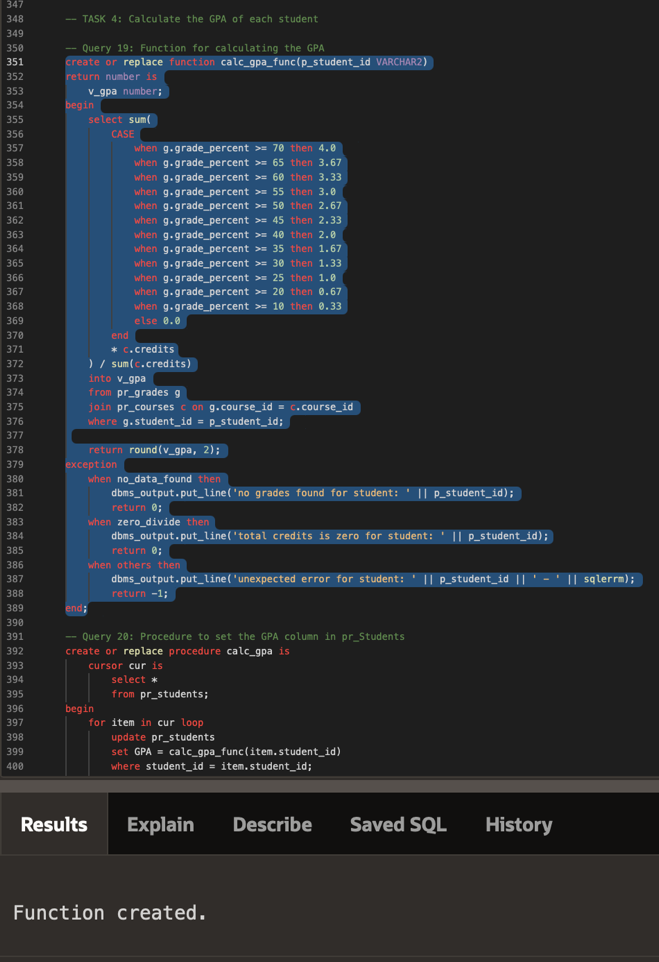 347
348 -- TASK 4: Calculate the GPA of each student
349
350 -- Query 19: Function for calculating the GPA
351 create or replace function calc_gpa_func(p_student_id VARCHAR2)
352 return number is
353     v_gpa number;
354 begin
355     select sum(
356         CASE
357             when g.grade_percent >= 70 then 4.0
358             when g.grade_percent >= 65 then 3.67
359             when g.grade_percent >= 60 then 3.33
360             when g.grade_percent >= 55 then 3.0
361             when g.grade_percent >= 50 then 2.67
362             when g.grade_percent >= 45 then 2.33
363             when g.grade_percent >= 40 then 2.0
364             when g.grade_percent >= 35 then 1.67
365             when g.grade_percent >= 30 then 1.33
366             when g.grade_percent >= 25 then 1.0
367             when g.grade_percent >= 20 then 0.67
368             when g.grade_percent >= 10 then 0.33
369             else 0.0
370         end
371         * c.credits
372     ) / sum(c.credits)
373     into v_gpa
374     from pr_grades g
375     join pr_courses c on g.course_id = c.course_id
376     where g.student_id = p_student_id;
377
378     return round(v_gpa, 2);
379 exception
380     when no_data_found then
381         dbms_output.put_line('no grades found for student: ' || p_student_id);
382         return 0;
383     when zero_divide then
384         dbms_output.put_line('total credits is zero for student: ' || p_student_id);
385         return 0;
386     when others then
387         dbms_output.put_line('unexpected error for student: ' || p_student_id || ' - ' || sqlerrm);
388         return -1;
389 end;
390
391 -- Query 20: Procedure to set the GPA column in pr_Students
392 create or replace procedure calc_gpa is
393     cursor cur is
394         select *
395         from pr_students;
396 begin
397     for item in cur loop
398         update pr_students
399         set GPA = calc_gpa_func(item.student_id)
400         where student_id = item.student_id;
Results Explain Describe Saved SQL History
Function created.